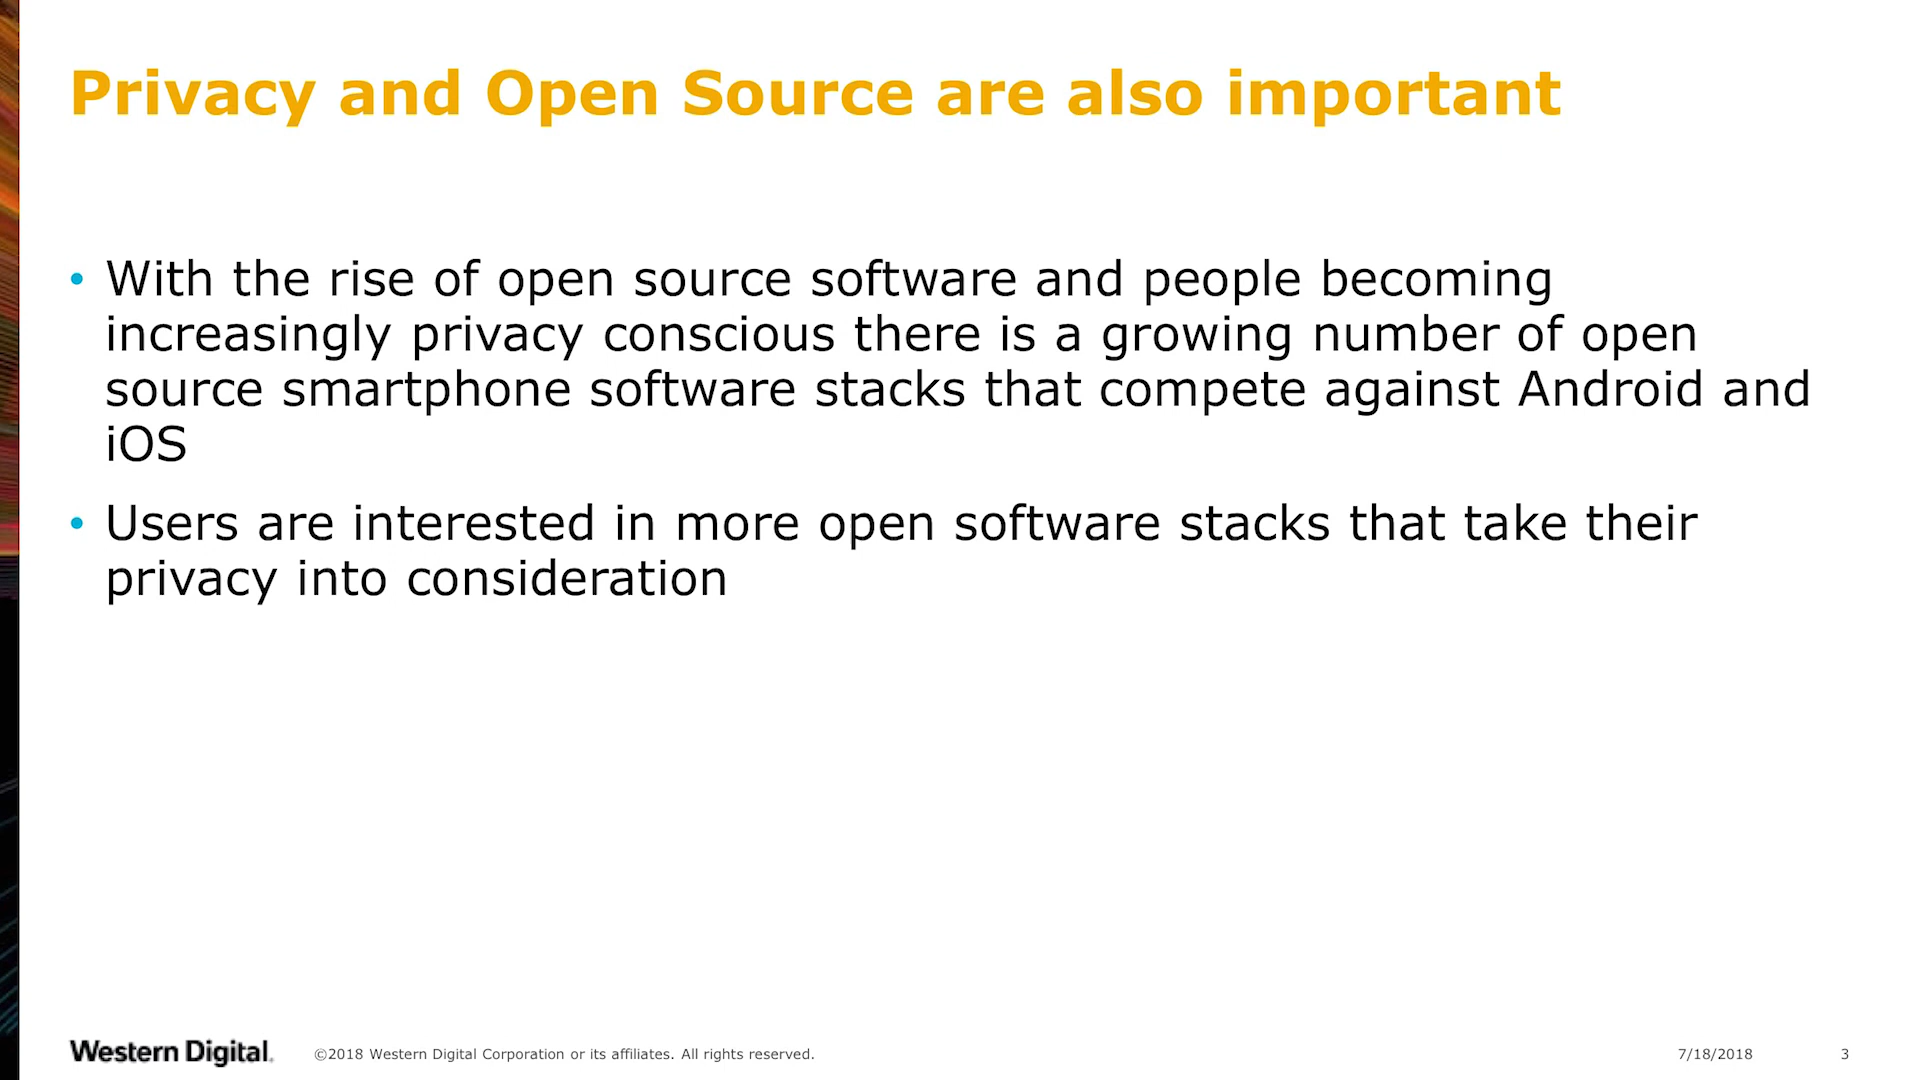 Privacy and Open Source are also important
• With the rise of open source software and people becoming
increasingly privacy conscious there is a growing number of open
source smartphone software stacks that compete against Android and
iOS
• Users are interested in more open software stacks that take their
privacy into consideration
Western Digital.
©2018 Western Digital Corporation or its affiliates. All rights reserved.
7/18/2018
3